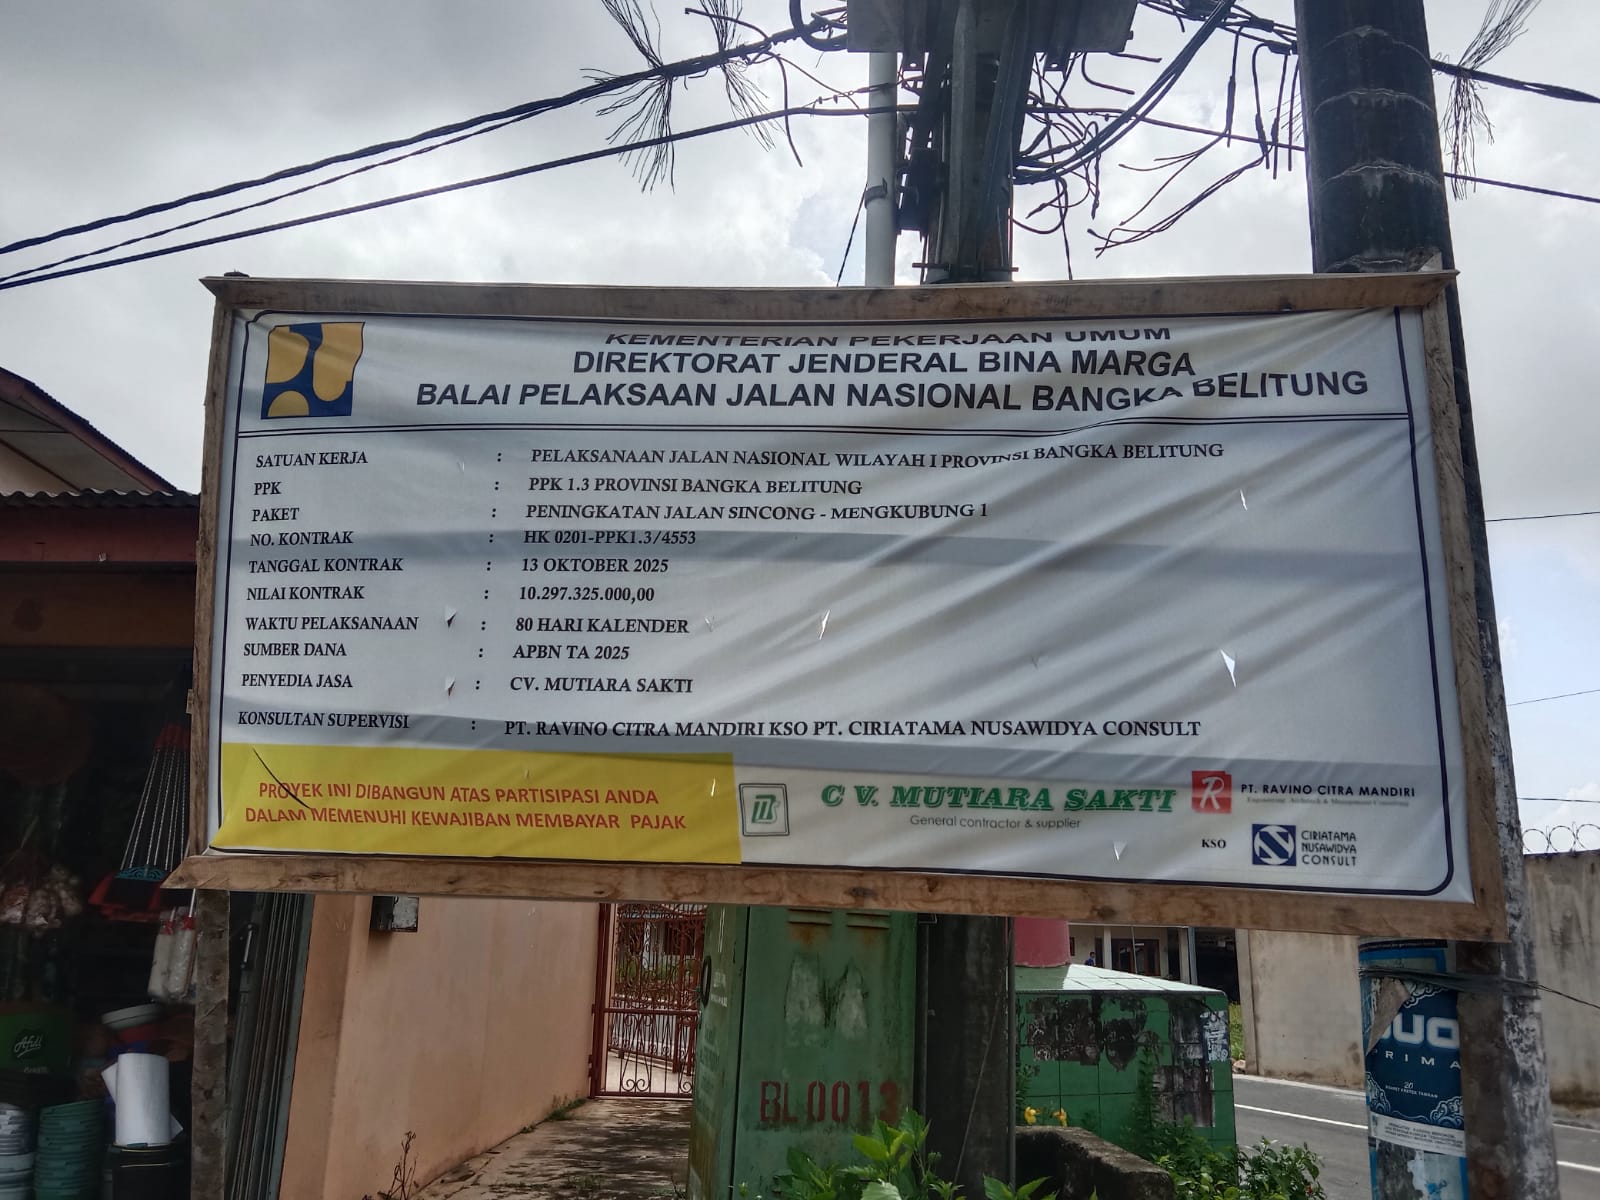 KEMENTERIAN PEKERJAAN UMUM
DIREKTORAT JENDERAL BINA MARGA
BALAI PELAKSAAN JALAN NASIONAL BANGKA BELITUNG
SATUAN KERJA : PELAKSANAAN JALAN NASIONAL WILAYAH I PROVINSI BANGKA BELITUNG
PPK : PPK 1.3 PROVINSI BANGKA BELITUNG
PAKET : PENINGKATAN JALAN SINCONG - MENGKUBUNG 1
NO. KONTRAK : HK 0201-PPK1.3/4553
TANGGAL KONTRAK : 13 OKTOBER 2025
NILAI KONTRAK : 10.297.325.000,00
WAKTU PELAKSANAAN : 80 HARI KALENDER
SUMBER DANA : APBN TA 2025
PENYEDIA JASA : CV. MUTIARA SAKTI
KONSULTAN SUPERVISI : PT. RAVINO CITRA MANDIRI KSO PT. CIRIATAMA NUSAWIDYA CONSULT
PROYEK INI DIBANGUN ATAS PARTISIPASI ANDA
DALAM MEMENUHI KEWAJIBAN MEMBAYAR PAJAK
CV. MUTIARA SAKTI
General contractor & supplier
R
PT. RAVINO CITRA MANDIRI
KSO
CIRIATAMA
NUSAWIDYA
CONSULT
BL0013
DUO
PRIMA
20